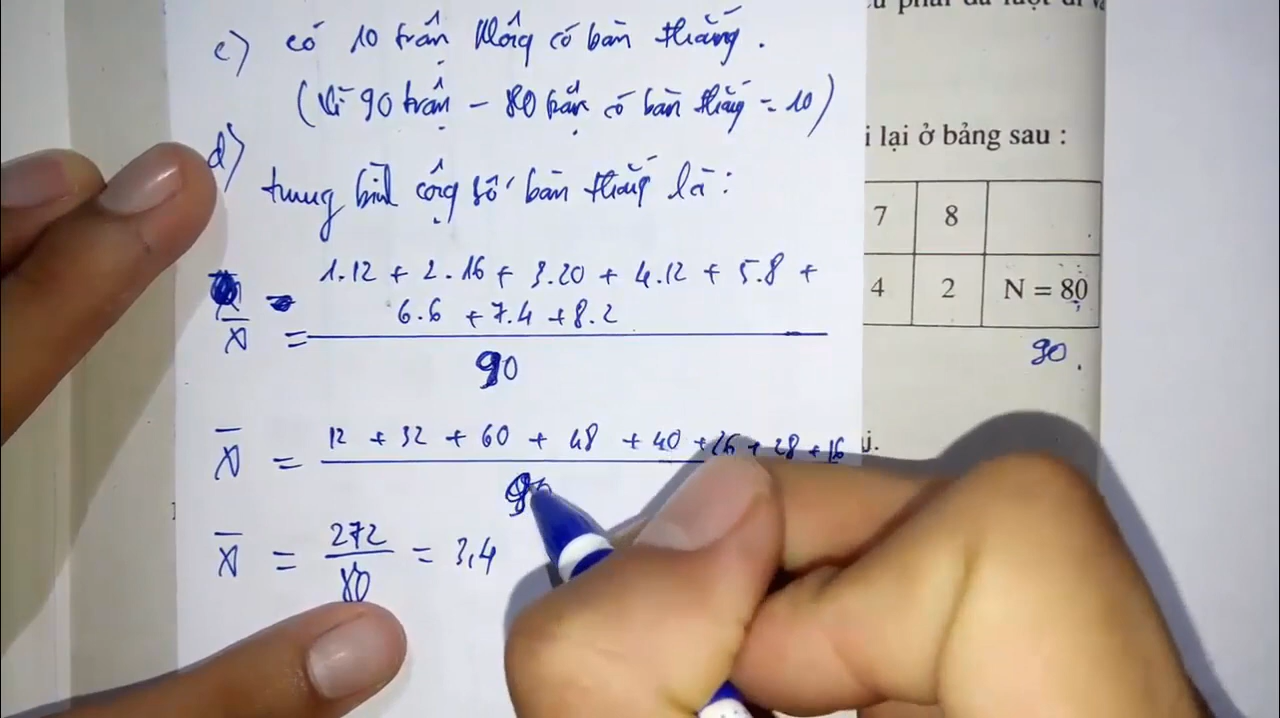 c) có 10 trận không có bàn thắng.
(Vì 90 trận - 80 trận có bàn thắng = 10)
d)
trung bình cộng số bàn thắng là:
1.12 + 2.16 + 3.20 + 4.12 + 5.8 +
6.6 + 7.4 + 8.2
X =
90
X = 12 + 32 + 60 + 48 + 40 + 36 + 28 + 16
X = 272 = 3,4
80
i lại ở bảng sau :
7 8
4 2 N = 80
90